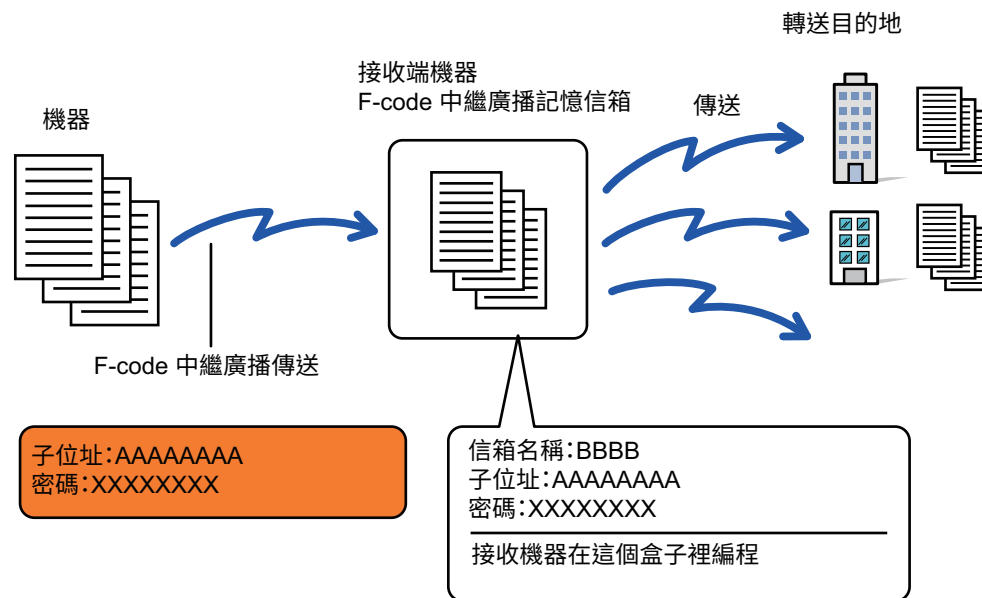 轉送目的地
接收端機器
F-code 中繼廣播記憶信箱
傳送
機器
F-code 中繼廣播傳送
子位址:AAAAAAAA
密碼:XXXXXXXX
信箱名稱:BBBB
子位址:AAAAAAAA
密碼:XXXXXXXX
接收機器在這個盒子裡編程